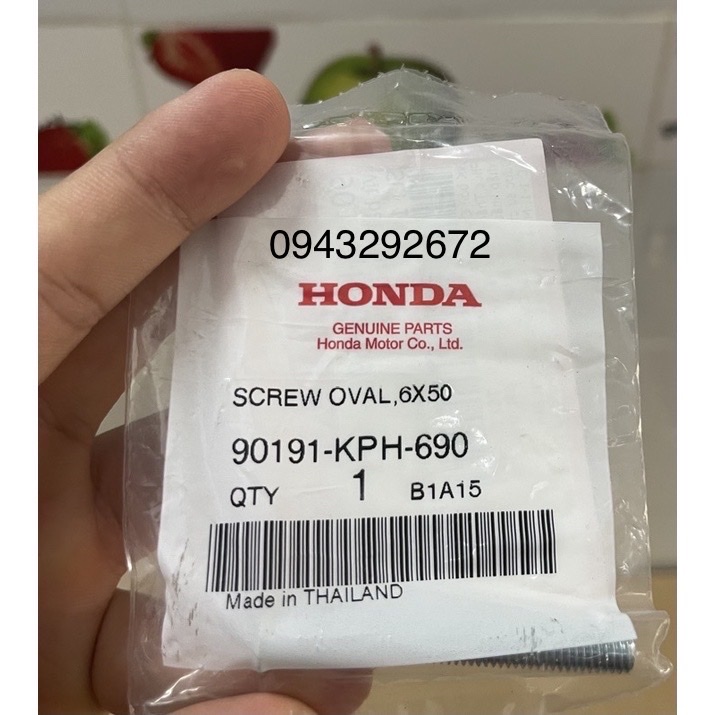 0943292672
HONDA
GENUINE PARTS
Honda Motor Co., Ltd.
SCREW OVAL,6X50
90191-KPH-690
QTY 1 B1A15
Made in THAILAND